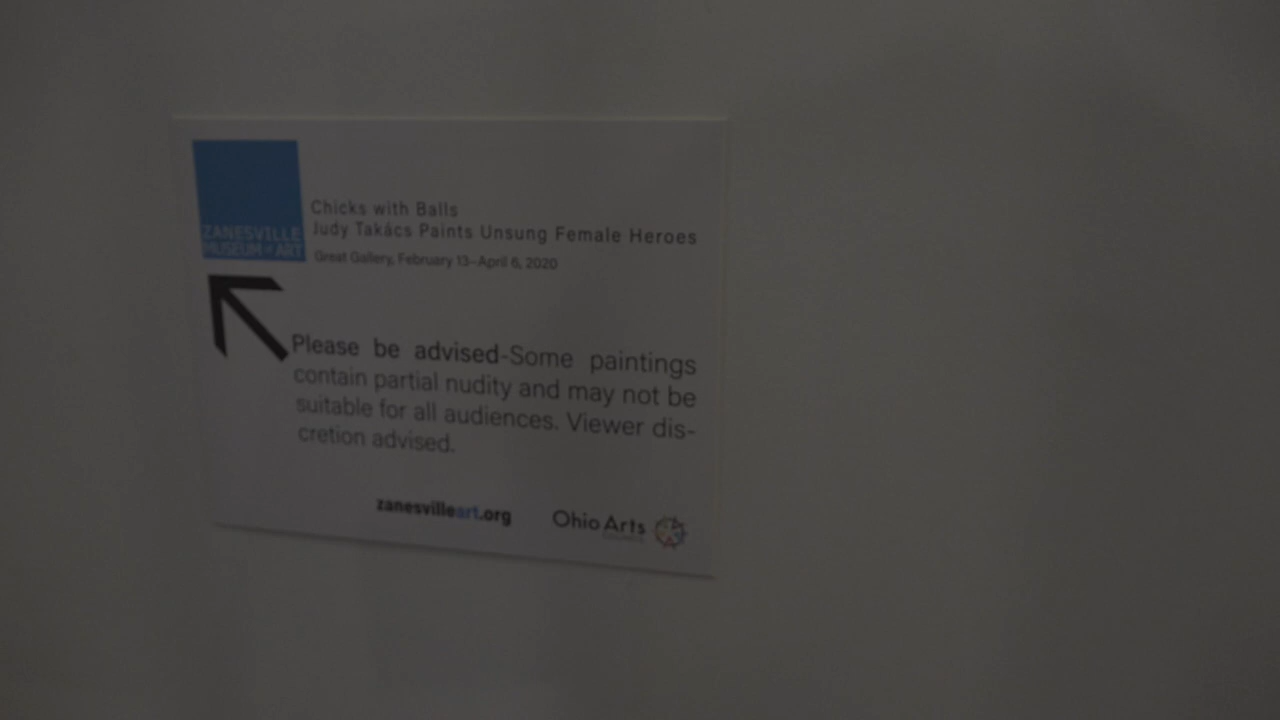 ZANESVILLE
MUSEUM of ART
Chicks with Balls
Judy Takács Paints Unsung Female Heroes
Great Gallery, February 13–April 6, 2020
Please be advised-Some paintings
contain partial nudity and may not be
suitable for all audiences. Viewer dis-
cretion advised.
zanesvilleart.org
Ohio Arts
COUNCIL